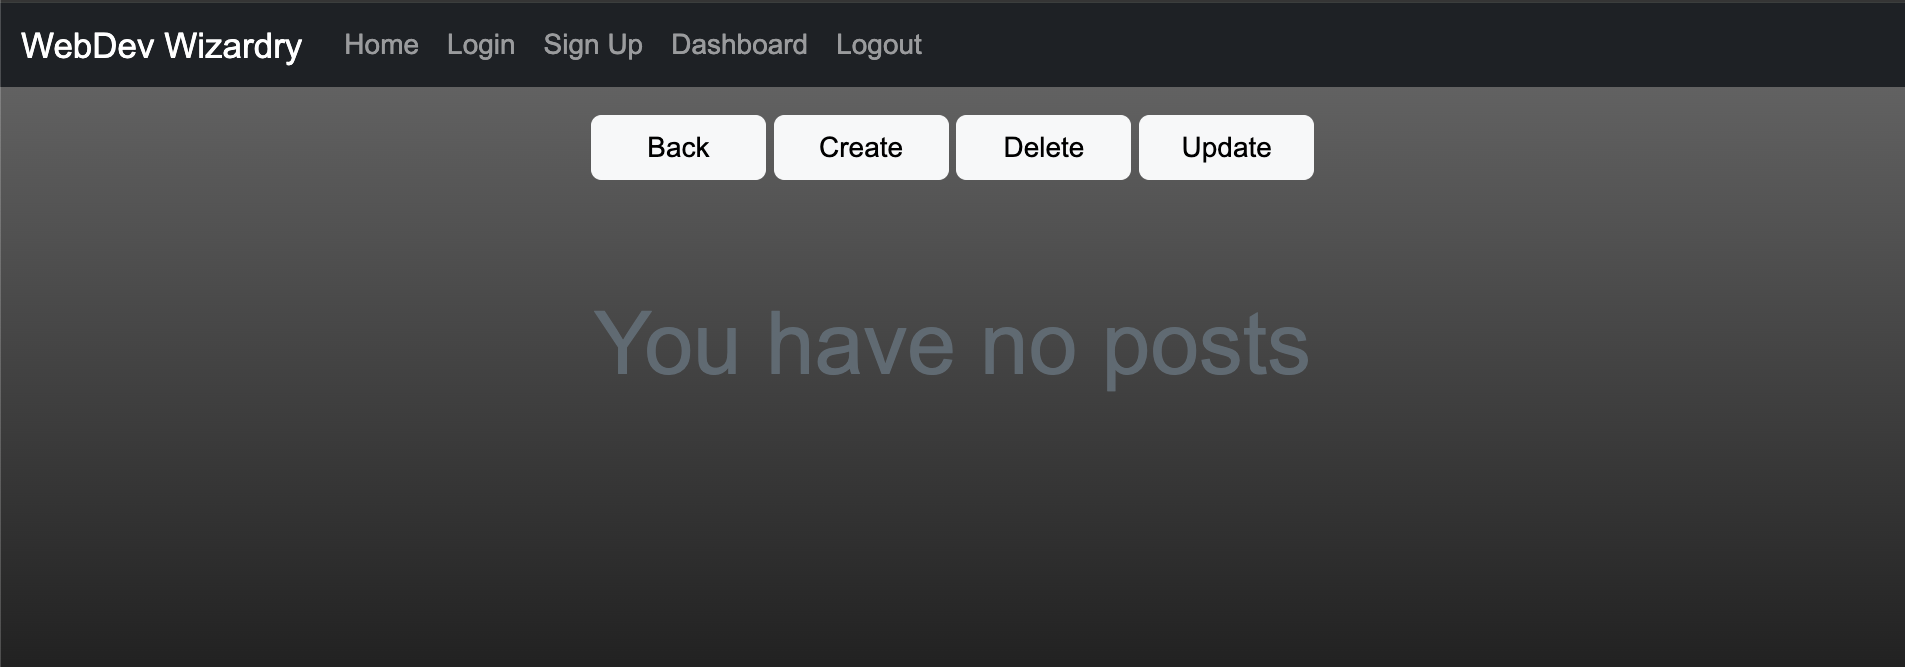 WebDev Wizardry Home Login Sign Up Dashboard Logout
Back Create Delete Update
You have no posts